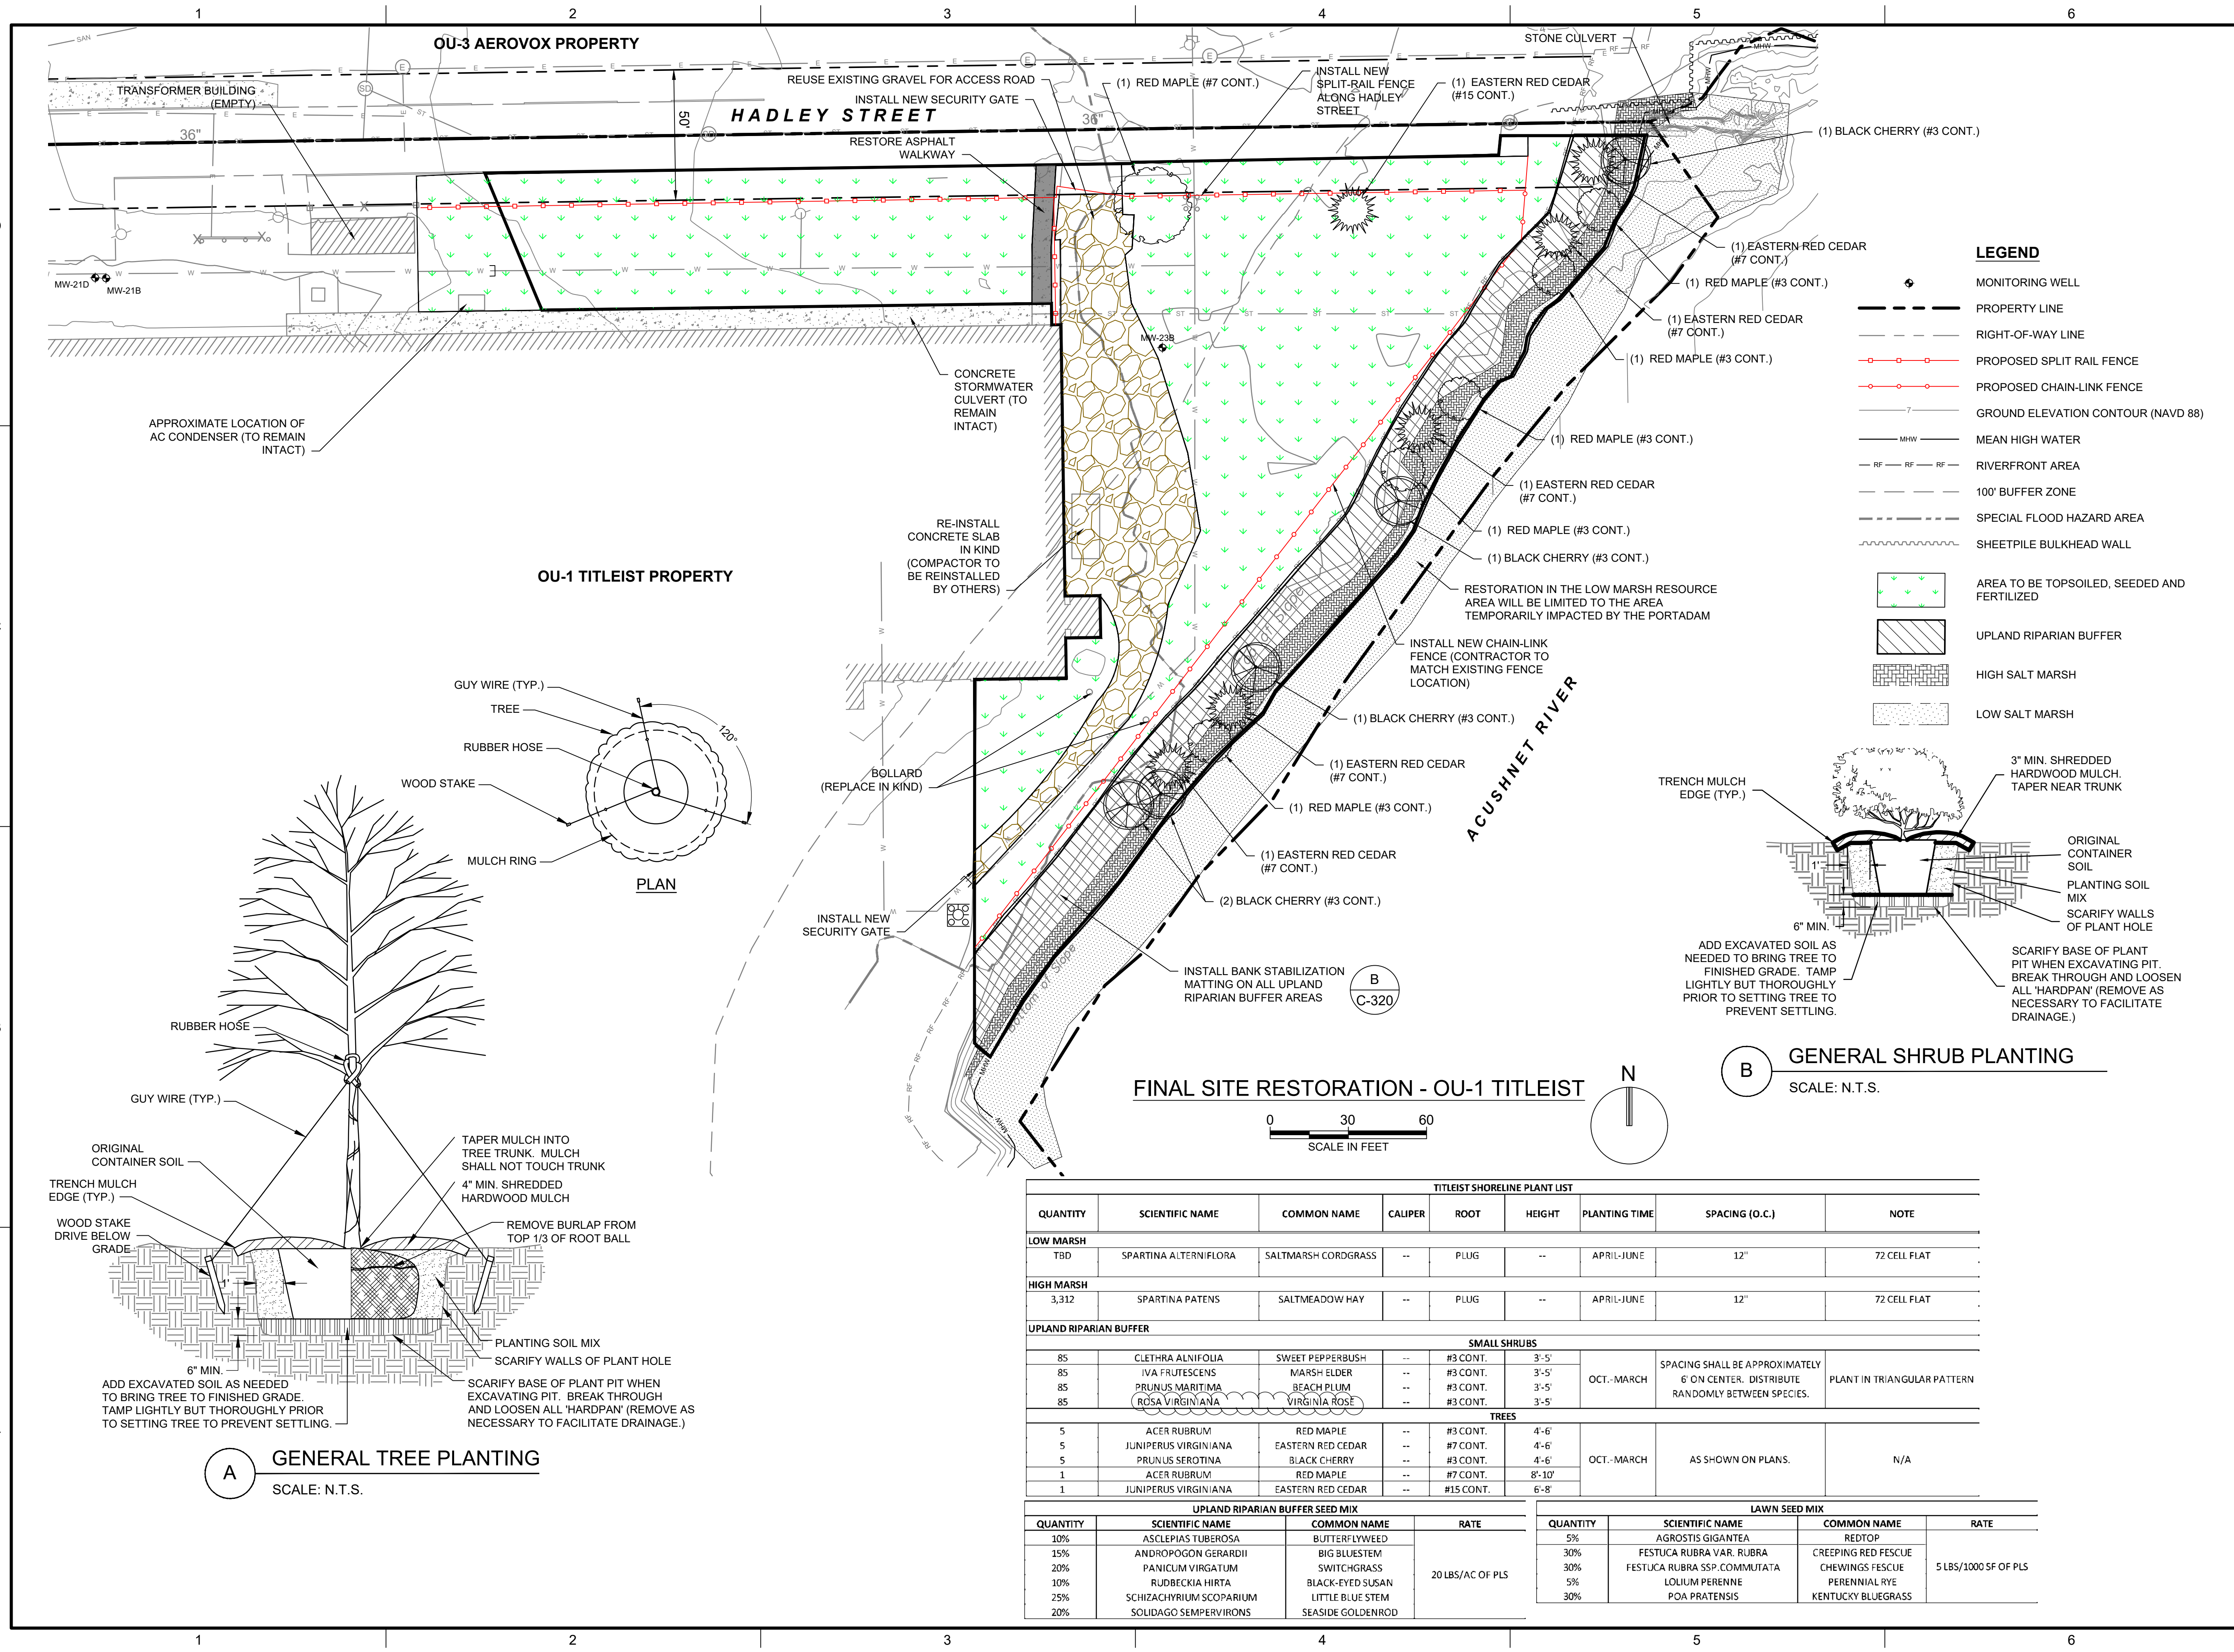 1 2 3 4 5 6
OU-3 AEROVOX PROPERTY
SAN
TRANSFORMER BUILDING
(EMPTY)
36"
50'
HADLEY STREET
36"
REUSE EXISTING GRAVEL FOR ACCESS ROAD
INSTALL NEW SECURITY GATE
RESTORE ASPHALT
WALKWAY
(1) RED MAPLE (#7 CONT.)
INSTALL NEW
SPLIT-RAIL FENCE
ALONG HADLEY
STREET
(1) EASTERN RED CEDAR
(#15 CONT.)
STONE CULVERT
(1) BLACK CHERRY (#3 CONT.)
(1) EASTERN RED CEDAR
(#7 CONT.)
(1) RED MAPLE (#3 CONT.)
(1) EASTERN RED CEDAR
(#7 CONT.)
(1) RED MAPLE (#3 CONT.)
(1) RED MAPLE (#3 CONT.)
(1) EASTERN RED CEDAR
(#7 CONT.)
(1) RED MAPLE (#3 CONT.)
(1) BLACK CHERRY (#3 CONT.)
RESTORATION IN THE LOW MARSH RESOURCE
AREA WILL BE LIMITED TO THE AREA
TEMPORARILY IMPACTED BY THE PORTADAM
INSTALL NEW CHAIN-LINK
FENCE (CONTRACTOR TO
MATCH EXISTING FENCE
LOCATION)
(1) BLACK CHERRY (#3 CONT.)
(1) EASTERN RED CEDAR
(#7 CONT.)
(1) RED MAPLE (#3 CONT.)
(1) EASTERN RED CEDAR
(#7 CONT.)
(2) BLACK CHERRY (#3 CONT.)
ACUSHNET RIVER
INSTALL BANK STABILIZATION
MATTING ON ALL UPLAND
RIPARIAN BUFFER AREAS
B
C-320
MW-21D
MW-21B
MW-23B
APPROXIMATE LOCATION OF
AC CONDENSER (TO REMAIN
INTACT)
CONCRETE
STORMWATER
CULVERT (TO
REMAIN
INTACT)
RE-INSTALL
CONCRETE SLAB
IN KIND
(COMPACTOR TO
BE REINSTALLED
BY OTHERS)
OU-1 TITLEIST PROPERTY
BOLLARD
(REPLACE IN KIND)
INSTALL NEW
SECURITY GATE
Bottom of Slope
MHW
LEGEND
MONITORING WELL
PROPERTY LINE
RIGHT-OF-WAY LINE
PROPOSED SPLIT RAIL FENCE
PROPOSED CHAIN-LINK FENCE
7 GROUND ELEVATION CONTOUR (NAVD 88)
MHW MEAN HIGH WATER
RF RF RF RIVERFRONT AREA
100' BUFFER ZONE
SPECIAL FLOOD HAZARD AREA
SHEETPILE BULKHEAD WALL
AREA TO BE TOPSOILED, SEEDED AND
FERTILIZED
UPLAND RIPARIAN BUFFER
HIGH SALT MARSH
LOW SALT MARSH
GUY WIRE (TYP.)
TREE
RUBBER HOSE
WOOD STAKE
MULCH RING
120°
PLAN
RUBBER HOSE
GUY WIRE (TYP.)
ORIGINAL
CONTAINER SOIL
TRENCH MULCH
EDGE (TYP.)
WOOD STAKE
DRIVE BELOW
GRADE
1'
TAPER MULCH INTO
TREE TRUNK. MULCH
SHALL NOT TOUCH TRUNK
4" MIN. SHREDDED
HARDWOOD MULCH
REMOVE BURLAP FROM
TOP 1/3 OF ROOT BALL
PLANTING SOIL MIX
SCARIFY WALLS OF PLANT HOLE
SCARIFY BASE OF PLANT PIT WHEN
EXCAVATING PIT. BREAK THROUGH
AND LOOSEN ALL 'HARDPAN' (REMOVE AS
NECESSARY TO FACILITATE DRAINAGE.)
6" MIN.
ADD EXCAVATED SOIL AS NEEDED
TO BRING TREE TO FINISHED GRADE.
TAMP LIGHTLY BUT THOROUGHLY PRIOR
TO SETTING TREE TO PREVENT SETTLING.
A GENERAL TREE PLANTING
SCALE: N.T.S.
TRENCH MULCH
EDGE (TYP.)
3" MIN. SHREDDED
HARDWOOD MULCH.
TAPER NEAR TRUNK
ORIGINAL
CONTAINER
SOIL
PLANTING SOIL
MIX
SCARIFY WALLS
OF PLANT HOLE
1'
6" MIN.
ADD EXCAVATED SOIL AS
NEEDED TO BRING TREE TO
FINISHED GRADE. TAMP
LIGHTLY BUT THOROUGHLY
PRIOR TO SETTING TREE TO
PREVENT SETTLING.
SCARIFY BASE OF PLANT
PIT WHEN EXCAVATING PIT.
BREAK THROUGH AND LOOSEN
ALL 'HARDPAN' (REMOVE AS
NECESSARY TO FACILITATE
DRAINAGE.)
B GENERAL SHRUB PLANTING
SCALE: N.T.S.
FINAL SITE RESTORATION - OU-1 TITLEIST
N
0 30 60
SCALE IN FEET
TITLEIST SHORELINE PLANT LIST
QUANTITY SCIENTIFIC NAME COMMON NAME CALIPER ROOT HEIGHT PLANTING TIME SPACING (O.C.) NOTE
LOW MARSH
TBD SPARTINA ALTERNIFLORA SALTMARSH CORDGRASS -- PLUG -- APRIL-JUNE 12" 72 CELL FLAT
HIGH MARSH
3,312 SPARTINA PATENS SALTMEADOW HAY -- PLUG -- APRIL-JUNE 12" 72 CELL FLAT
UPLAND RIPARIAN BUFFER
SMALL SHRUBS
85 CLETHRA ALNIFOLIA SWEET PEPPERBUSH -- #3 CONT. 3'-5'
85 IVA FRUTESCENS MARSH ELDER -- #3 CONT. 3'-5'
85 PRUNUS MARITIMA BEACH PLUM -- #3 CONT. 3'-5'
85 ROSA VIRGINIANA VIRGINIA ROSE -- #3 CONT. 3'-5'
OCT.-MARCH
SPACING SHALL BE APPROXIMATELY
6' ON CENTER. DISTRIBUTE
RANDOMLY BETWEEN SPECIES.
PLANT IN TRIANGULAR PATTERN
TREES
5 ACER RUBRUM RED MAPLE -- #3 CONT. 4'-6'
5 JUNIPERUS VIRGINIANA EASTERN RED CEDAR -- #7 CONT. 4'-6'
5 PRUNUS SEROTINA BLACK CHERRY -- #3 CONT. 4'-6'
1 ACER RUBRUM RED MAPLE -- #7 CONT. 8'-10'
1 JUNIPERUS VIRGINIANA EASTERN RED CEDAR -- #15 CONT. 6'-8'
OCT.-MARCH AS SHOWN ON PLANS. N/A
UPLAND RIPARIAN BUFFER SEED MIX
QUANTITY SCIENTIFIC NAME COMMON NAME RATE
10% ASCLEPIAS TUBEROSA BUTTERFLYWEED
15% ANDROPOGON GERARDII BIG BLUESTEM
20% PANICUM VIRGATUM SWITCHGRASS
10% RUDBECKIA HIRTA BLACK-EYED SUSAN
25% SCHIZACHYRIUM SCOPARIUM LITTLE BLUE STEM
20% SOLIDAGO SEMPERVIRONS SEASIDE GOLDENROD
20 LBS/AC OF PLS
LAWN SEED MIX
QUANTITY SCIENTIFIC NAME COMMON NAME RATE
5% AGROSTIS GIGANTEA REDTOP
30% FESTUCA RUBRA VAR. RUBRA CREEPING RED FESCUE
30% FESTUCA RUBRA SSP.COMMUTATA CHEWINGS FESCUE
5% LOLIUM PERENNE PERENNIAL RYE
30% POA PRATENSIS KENTUCKY BLUEGRASS
5 LBS/1000 SF OF PLS
1 2 3 4 5 6